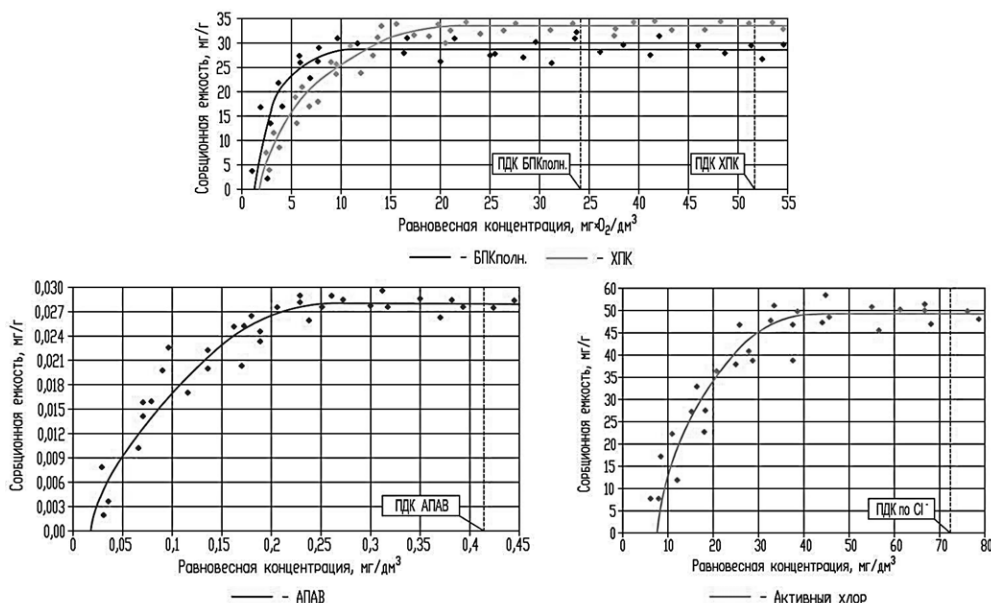 Сорбционная емкость, мг/г
35
30
25
20
15
10
5
0
ПДК БПКполн.
ПДК ХПК
0 5 10 15 20 25 30 35 40 45 50 55
Равновесная концентрация, мг×О₂/дм³
- БПКполн. - ХПК
Сорбционная емкость, мг/г
0,030
0,027
0,024
0,021
0,018
0,015
0,012
0,009
0,006
0,003
0,00
ПДК АПАВ
0 0,05 0,1 0,15 0,2 0,25 0,3 0,35 0,4 0,45
Равновесная концентрация, мг/дм³
- АПАВ
Сорбционная емкость, мг/г
60
50
45
40
35
30
25
20
15
10
5
0
ПДК по Cl⁻
0 10 20 30 40 50 60 70 80
Равновесная концентрация, мг/дм³
- Активный хлор